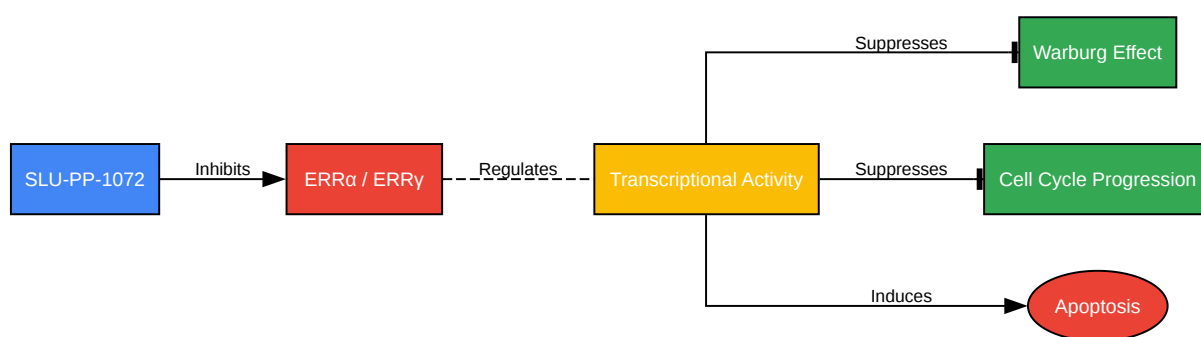 Suppresses
Warburg Effect
SLU-PP-1072
Inhibits
ERRα / ERRγ
Regulates
Transcriptional Activity
Suppresses
Cell Cycle Progression
Induces
Apoptosis